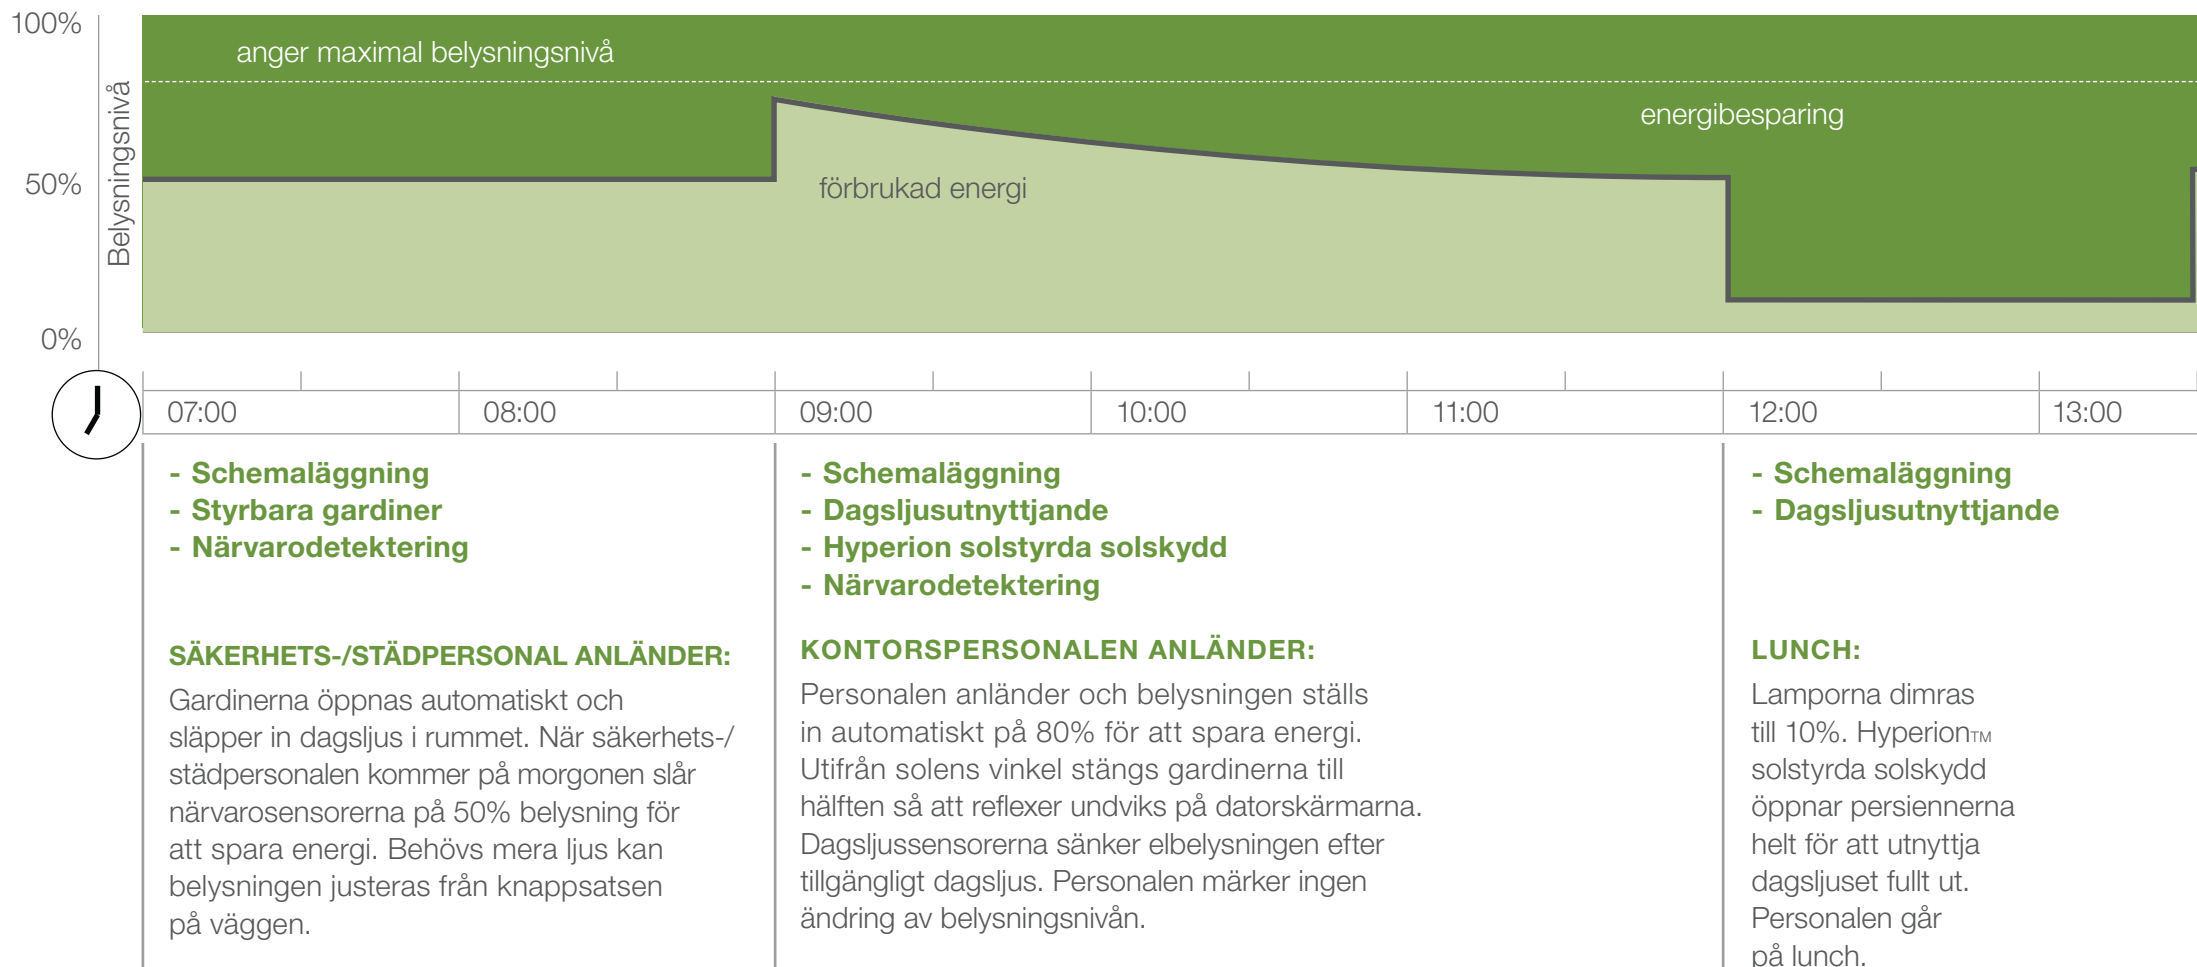 100%
anger maximal belysningsnivå
energibesparing
Belysningsnivå
50%
förbrukad energi
0%
07:00 08:00 09:00 10:00 11:00 12:00 13:00
- Schemaläggning
- Styrbara gardiner
- Närvarodetektering
SÄKERHETS-/STÄDPERSONAL ANLÄNDER:
Gardinerna öppnas automatiskt och
släpper in dagsljus i rummet. När säkerhets-/
städpersonalen kommer på morgonen slår
närvarosensorerna på 50% belysning för
att spara energi. Behövs mera ljus kan
belysningen justeras från knappsatsen
på väggen.
- Schemaläggning
- Dagsljusutnyttjande
- Hyperion solstyrda solskydd
- Närvarodetektering
KONTORSPERSONALEN ANLÄNDER:
Personalen anländer och belysningen ställs
in automatiskt på 80% för att spara energi.
Utifrån solens vinkel stängs gardinerna till
hälften så att reflexer undviks på datorskärmarna.
Dagsljussensorerna sänker elbelysningen efter
tillgängligt dagsljus. Personalen märker ingen
ändring av belysningsnivån.
- Schemaläggning
- Dagsljusutnyttjande
LUNCH:
Lamporna dimras
till 10%. Hyperion™
solstyrda solskydd
öppnar persiennerna
helt för att utnyttja
dagsljuset fullt ut.
Personalen går
på lunch.